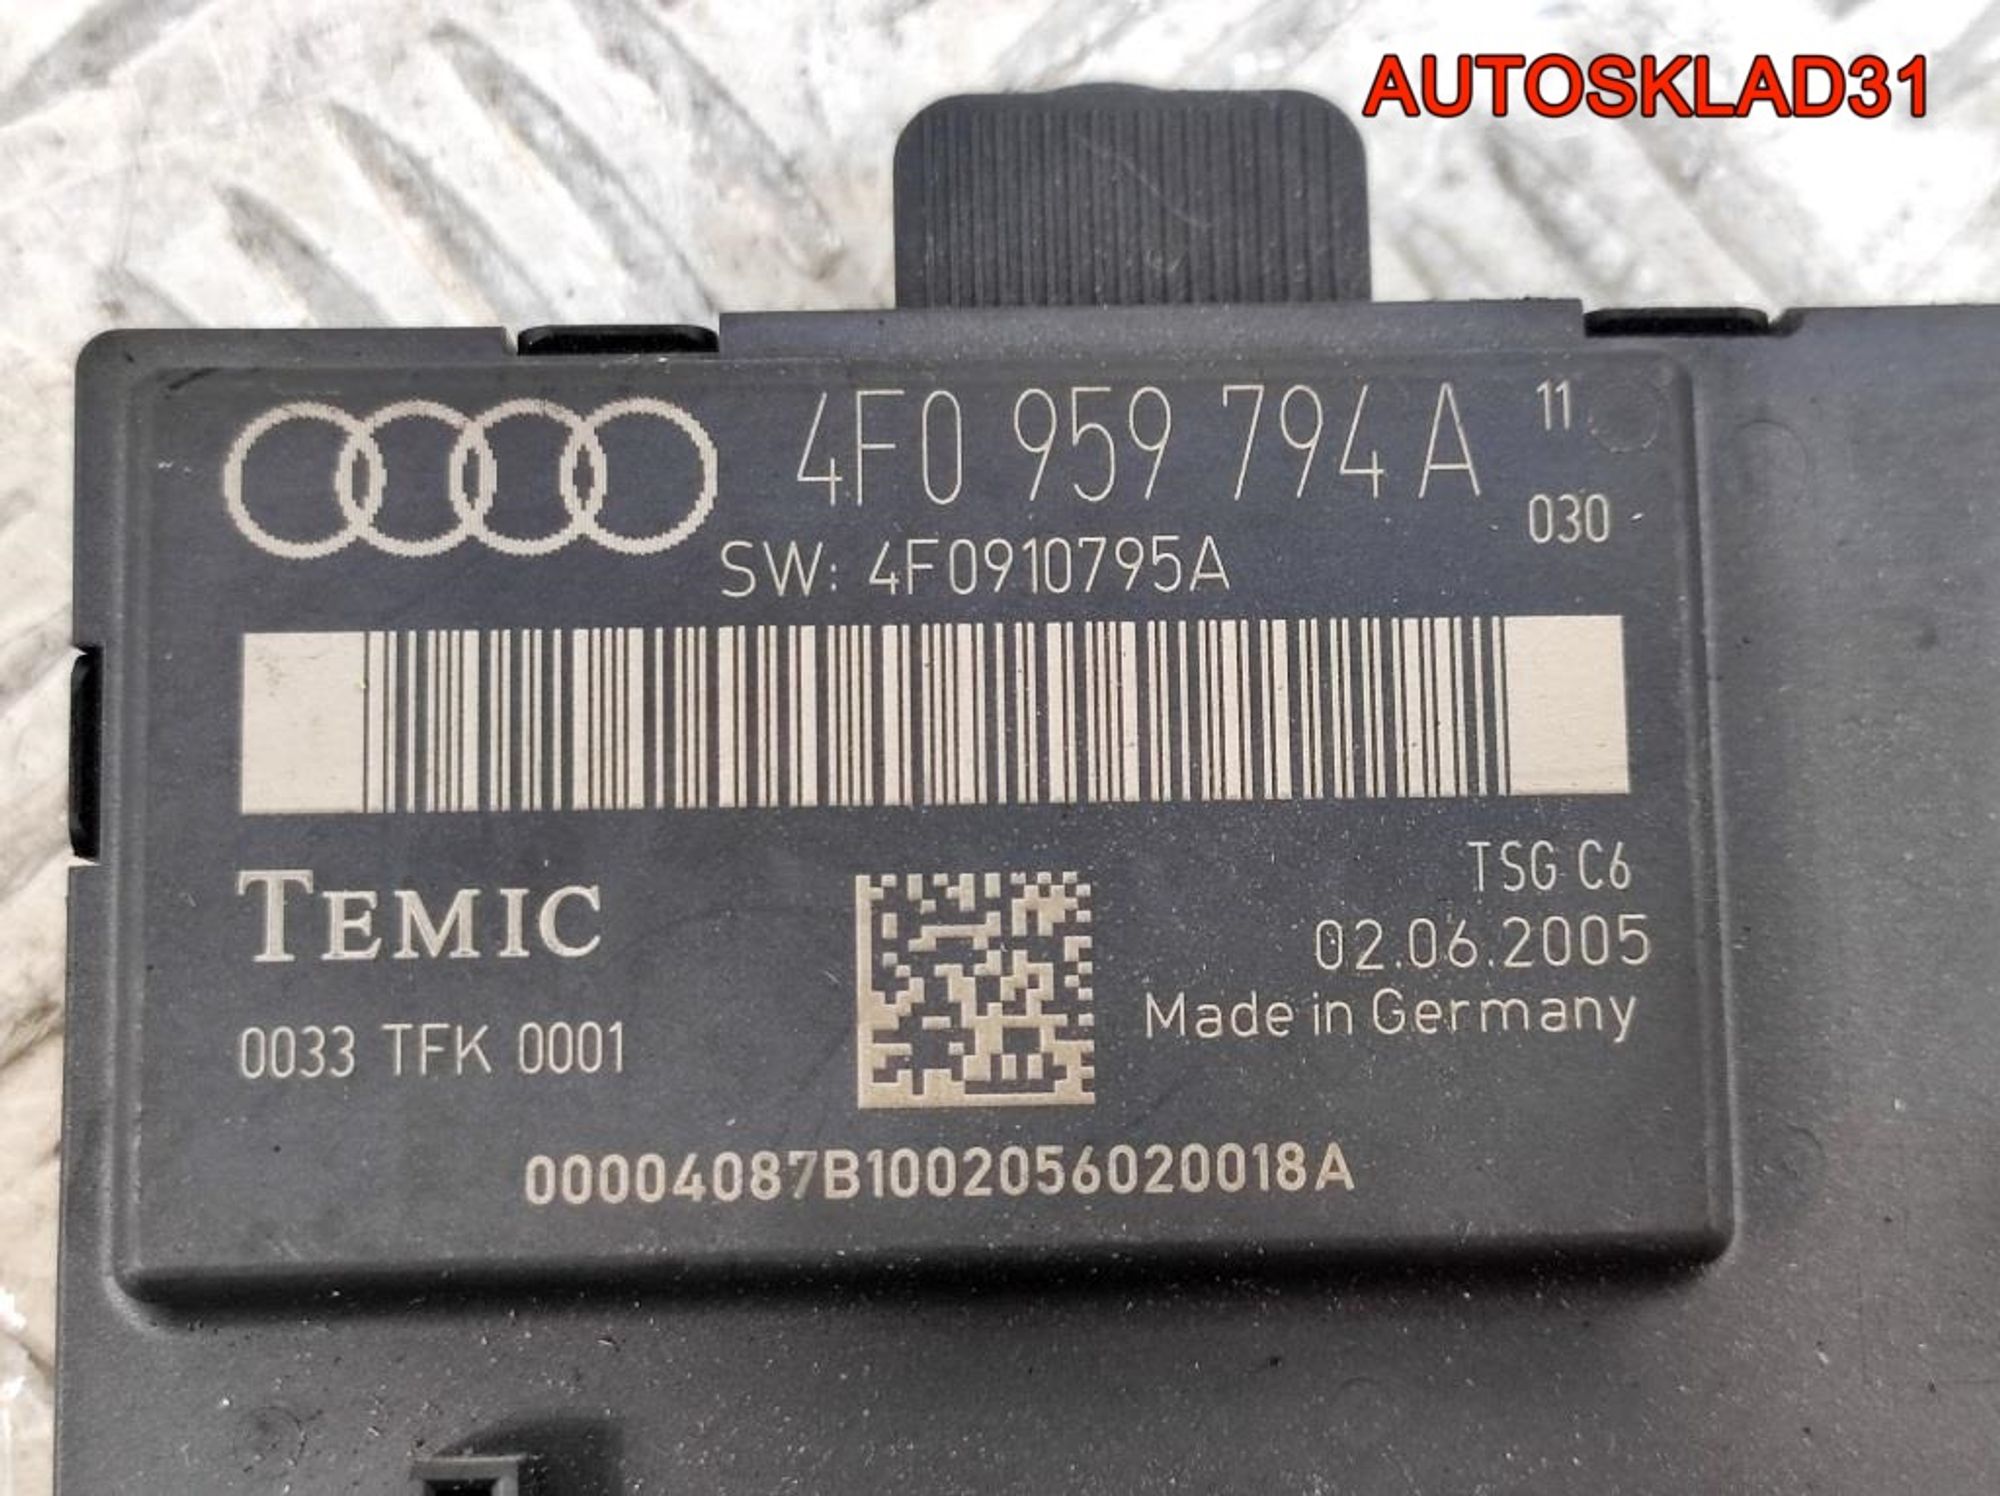 AUTOSKLAD31
4F0 959 794 A 11
030
SW: 4F0910795A
TEMIC
TSG C6
02.06.2005
Made in Germany
0033 TFK 0001
00004087B1002056020018A